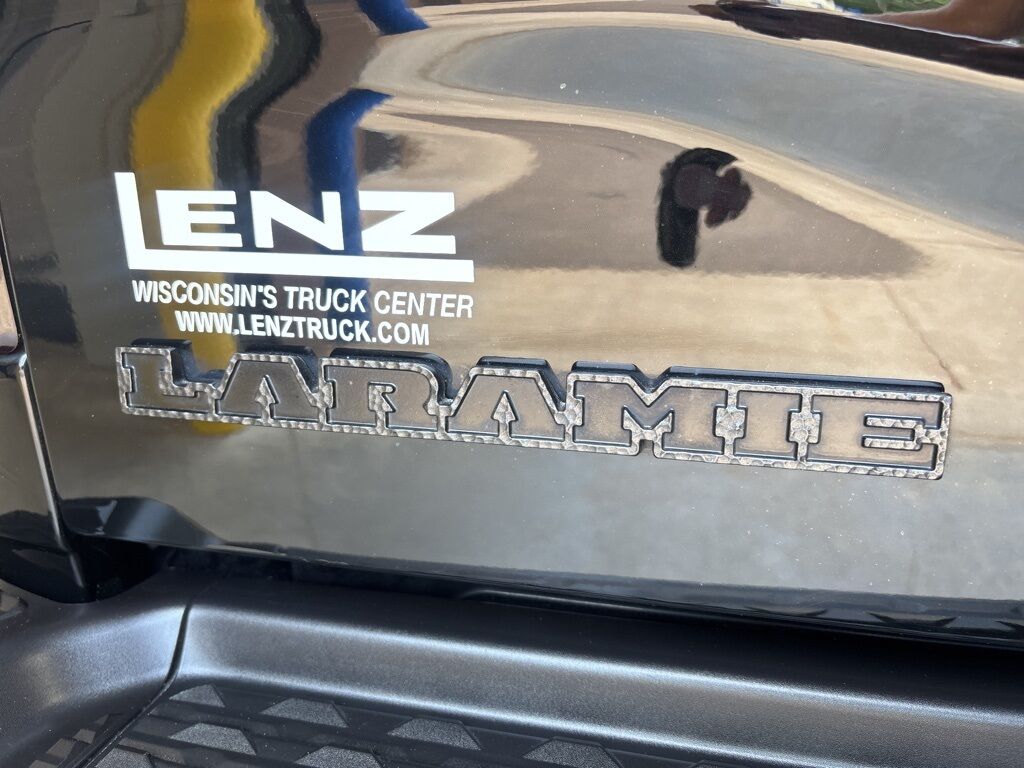 LENZ
WISCONSIN'S TRUCK CENTER
WWW.LENZTRUCK.COM
LARAMIE